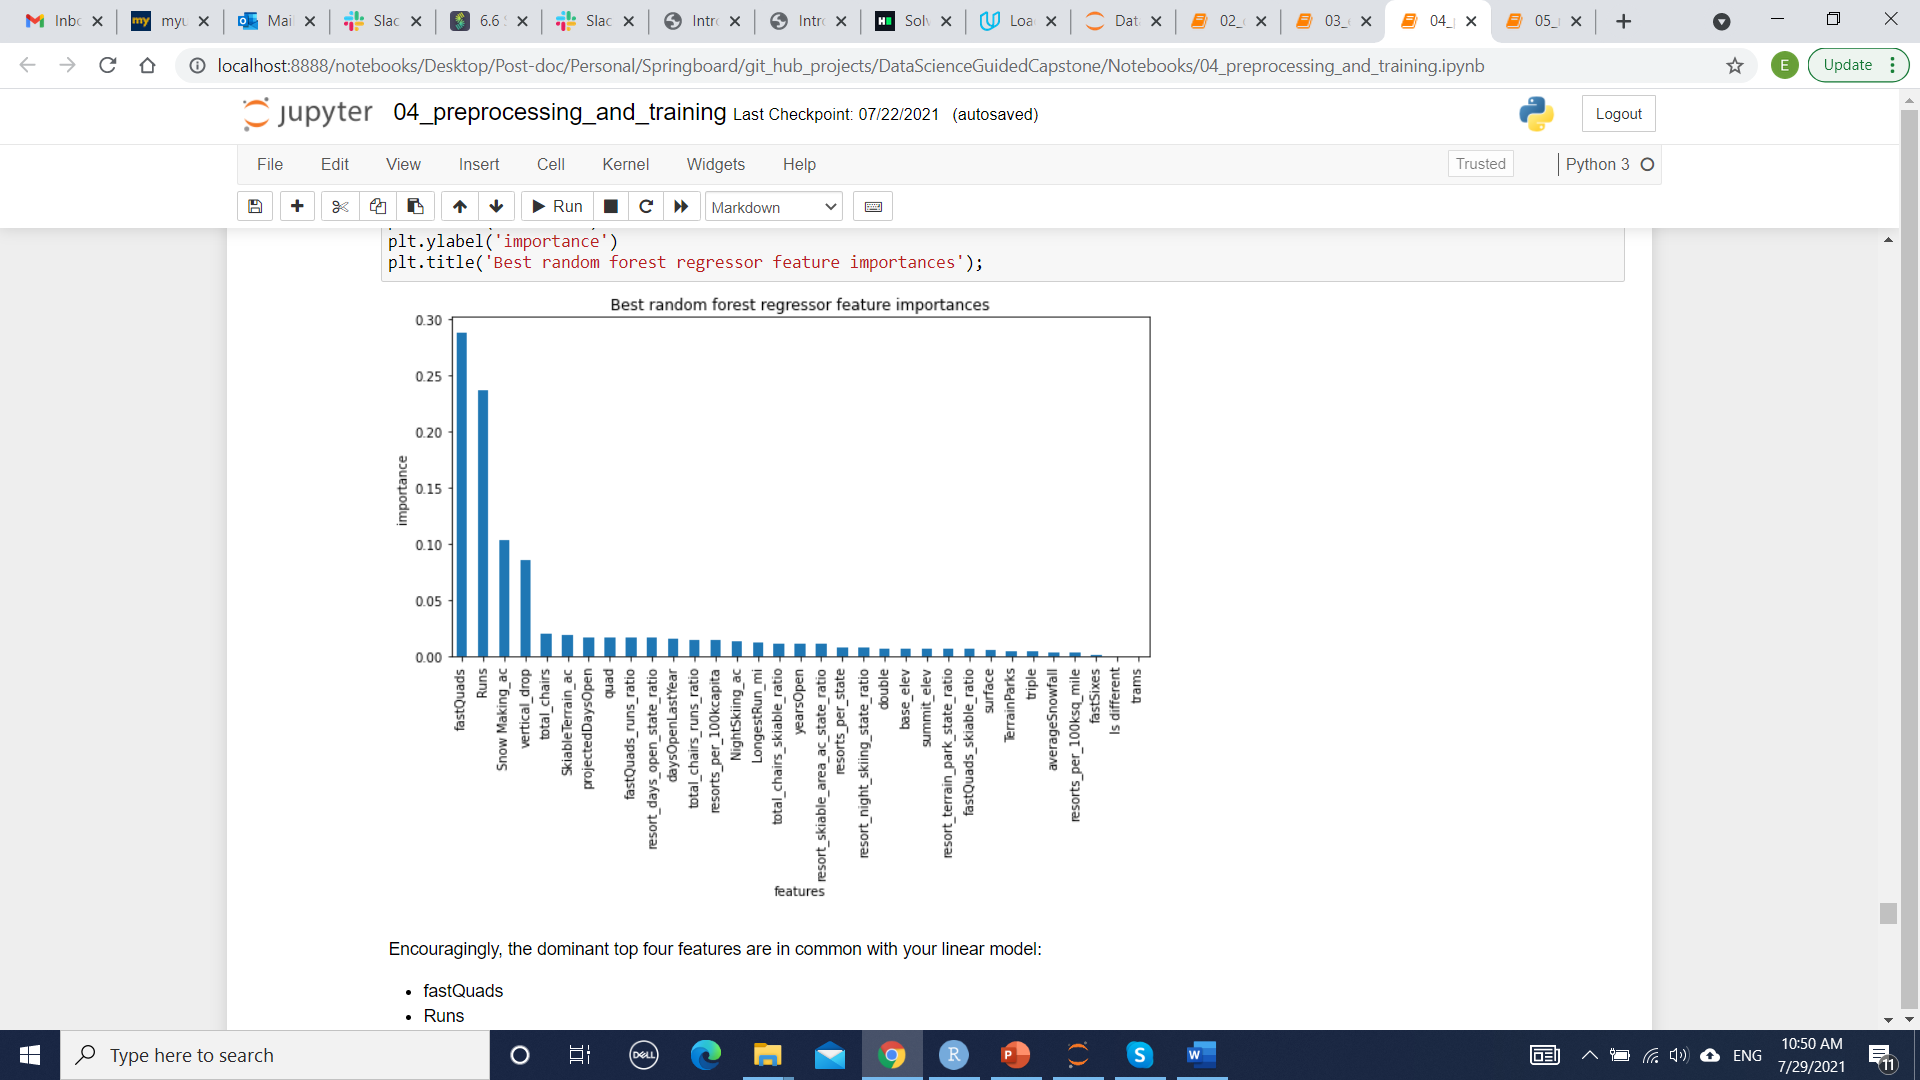 Inbc
myu
Mail
Slac
6.6
Slac
Intr
Intro
Solv
Loa
Dat
02_
03_
04_
05_
localhost:8888/notebooks/Desktop/Post-doc/Personal/Springboard/git_hub_projects/DataScienceGuidedCapstone/Notebooks/04_preprocessing_and_training.ipynb
E
Update
jupyter 04_preprocessing_and_training Last Checkpoint: 07/22/2021 (autosaved)
Logout
File Edit View Insert Cell Kernel Widgets Help
Trusted
Python 3
Run
Markdown
plt.ylabel('importance')
plt.title('Best random forest regressor feature importances');
Best random forest regressor feature importances
0.30
0.25
0.20
0.15
0.10
0.05
0.00
importance
fastQuads
Runs
Snow Making_ac
vertical_drop
total_chairs
SkiableTerrain_ac
projectedDaysOpen
quad
fastQuads_runs_ratio
resort_days_open_state_ratio
daysOpenLastYear
total_chairs_runs_ratio
resorts_per_100kcapita
NightSkiing_ac
LongestRun_mi
total_chairs_skiable_ratio
yearsOpen
resort_skiable_area_ac_state_ratio
resorts_per_state
resort_night_skiing_state_ratio
double
base_elev
summit_elev
resort_terrain_park_state_ratio
fastQuads_skiable_ratio
surface
TerrainParks
triple
averageSnowfall
resorts_per_100ksq_mile
fastSixes
Is different
trams
features
Encouragingly, the dominant top four features are in common with your linear model:
• fastQuads
• Runs
Type here to search
DELL
R
P
S
W
ENG
10:50 AM
7/29/2021
11